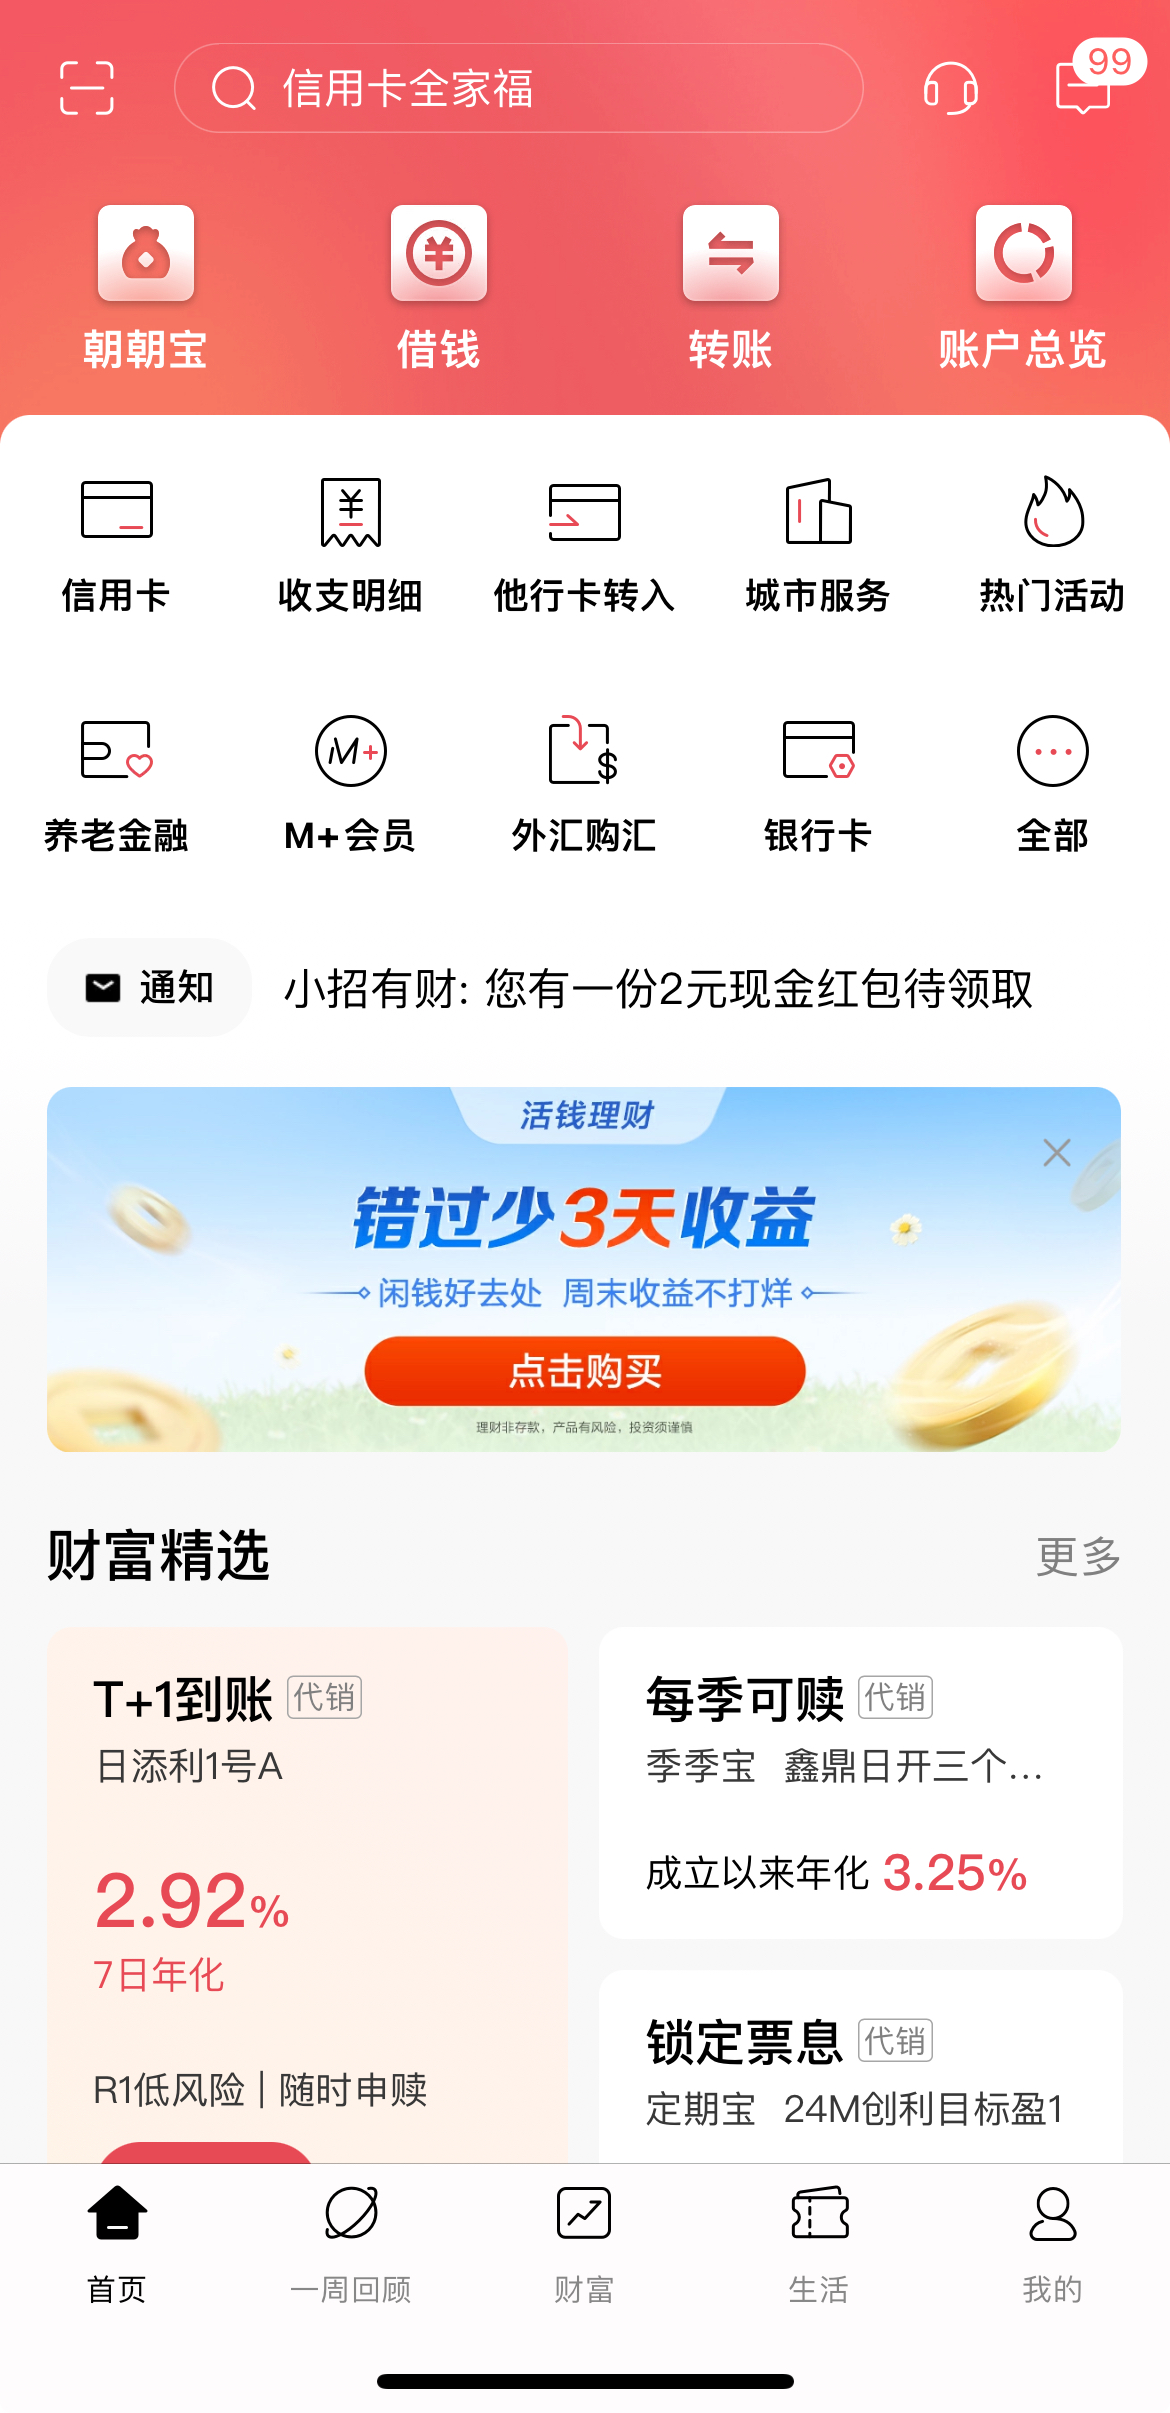 信用卡全家福
99
朝朝宝
借钱
转账
账户总览
信用卡
收支明细
他行卡转入
城市服务
热门活动
养老金融
M+
M+会员
外汇购汇
银行卡
全部
通知
小招有财: 您有一份2元现金红包待领取
活钱理财
错过少3天收益
闲钱好去处 周末收益不打烊
点击购买
理财非存款，产品有风险，投资须谨慎
财富精选
更多
T+1到账 代销
日添利1号A
2.92%
7日年化
R1低风险 | 随时申赎
每季可赎 代销
季季宝 鑫鼎日开三个...
成立以来年化 3.25%
锁定票息 代销
定期宝 24M创利目标盈1
首页
一周回顾
财富
生活
我的